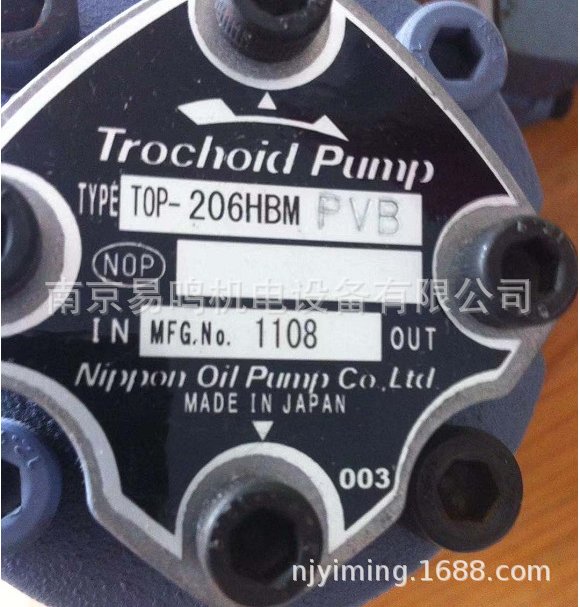 Trochoid Pump
TYPE TOP-206HBM PVB
NOP
南京易鸣机电设备有限公司
IN MFG.No. 1108 OUT
Nippon Oil Pump Co.,Ltd.
MADE IN JAPAN
003
njyiming.1688.com